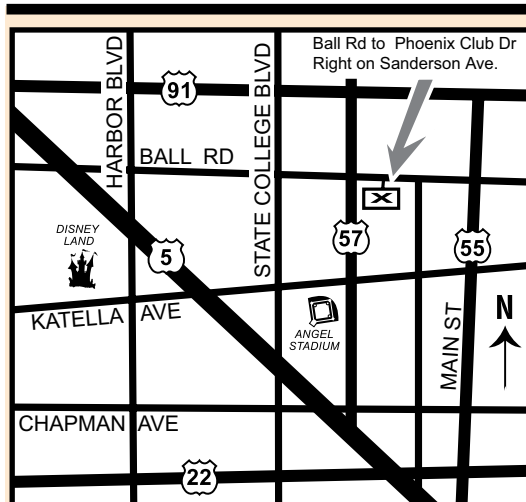 Ball Rd to Phoenix Club Dr
Right on Sanderson Ave.
HARBOR BLVD
STATE COLLEGE BLVD
91
BALL RD
X
DISNEY
LAND
5
57
55
KATELLA AVE
ANGEL
STADIUM
MAIN ST
N
CHAPMAN AVE
22